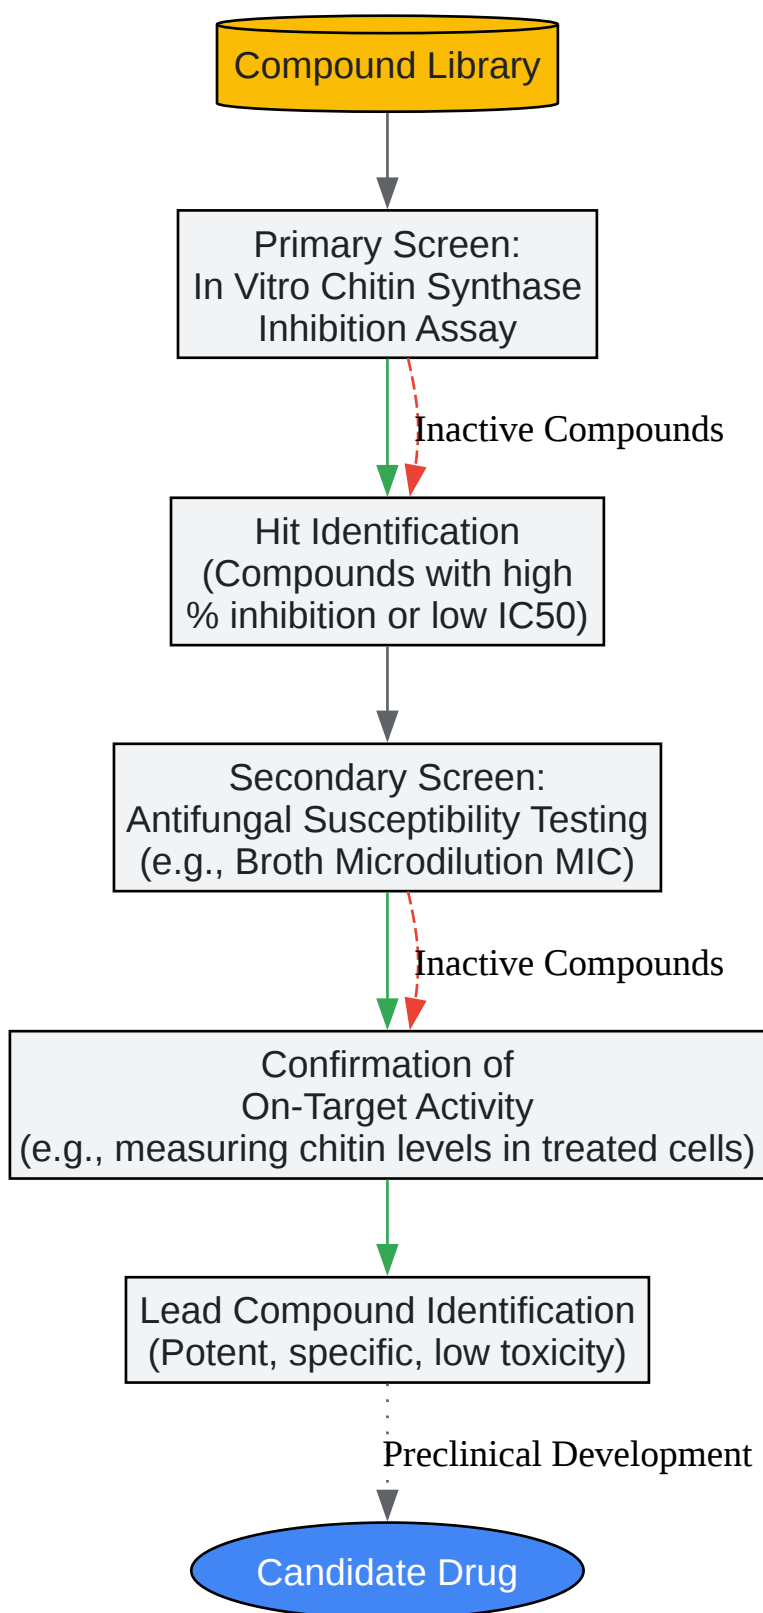 Compound Library
Primary Screen:
In Vitro Chitin Synthase
Inhibition Assay
Inactive Compounds
Hit Identification
(Compounds with high
% inhibition or low IC50)
Secondary Screen:
Antifungal Susceptibility Testing
(e.g., Broth Microdilution MIC)
Inactive Compounds
Confirmation of
On-Target Activity
(e.g., measuring chitin levels in treated cells)
Lead Compound Identification
(Potent, specific, low toxicity)
Preclinical Development
Candidate Drug